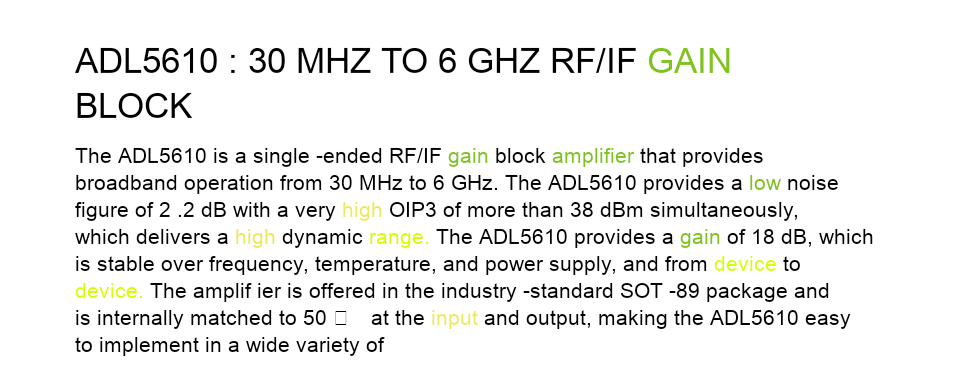 ADL5610 : 30 MHZ TO 6 GHZ RF/IF GAIN
BLOCK
The ADL5610 is a single -ended RF/IF gain block amplifier that provides
broadband operation from 30 MHz to 6 GHz. The ADL5610 provides a low noise
figure of 2 .2 dB with a very high OIP3 of more than 38 dBm simultaneously,
which delivers a high dynamic range. The ADL5610 provides a gain of 18 dB, which
is stable over frequency, temperature, and power supply, and from device to
device. The amplif ier is offered in the industry -standard SOT -89 package and
is internally matched to 50 □ at the input and output, making the ADL5610 easy
to implement in a wide variety of